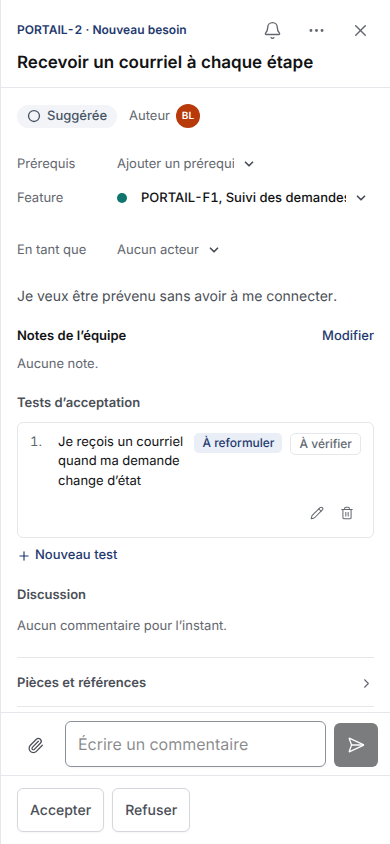 PORTAIL-2 · Nouveau besoin
Recevoir un courriel à chaque étape
Suggérée
Auteur BL
Prérequis Ajouter un prérequi
Feature PORTAIL-F1, Suivi des demandes
En tant que Aucun acteur
Je veux être prévenu sans avoir à me connecter.
Notes de l’équipe Modifier
Aucune note.
Tests d’acceptation
1. Je reçois un courriel À reformuler À vérifier
quand ma demande
change d’état
+ Nouveau test
Discussion
Aucun commentaire pour l’instant.
Pièces et références
Écrire un commentaire
Accepter Refuser